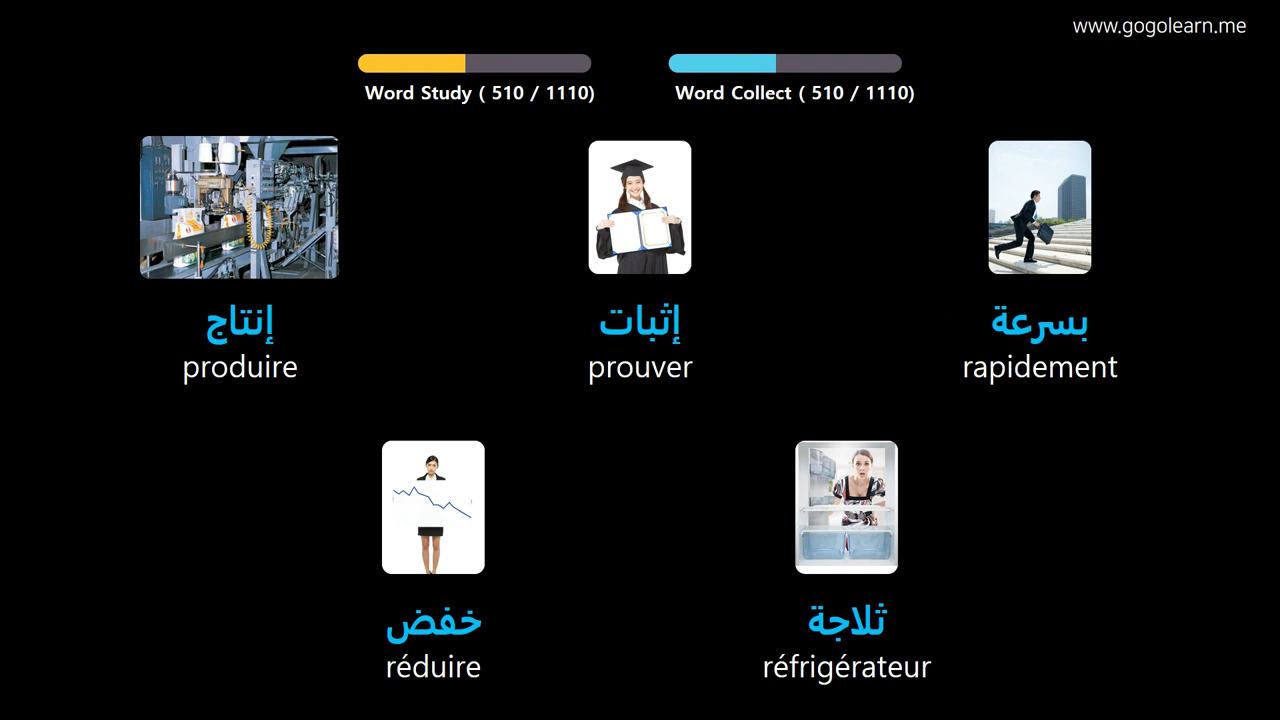 www.gogolearn.me
Word Study ( 510 / 1110)
Word Collect ( 510 / 1110)
إنتاج
produire
إثبات
prouver
بسرعة
rapidement
خفض
réduire
ثلاجة
réfrigérateur